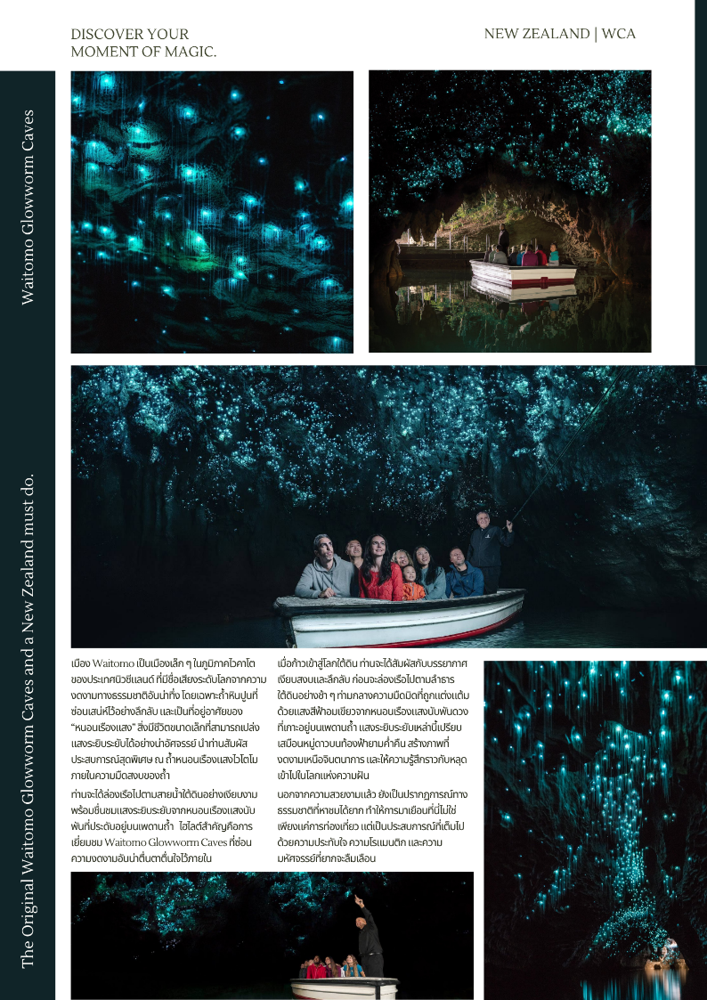 DISCOVER YOUR
MOMENT OF MAGIC.
NEW ZEALAND | WCA
Waitomo Glowworm Caves
The Original Waitomo Glowworm Caves and a New Zealand must do.
เมือง Waitomo เป็นเมืองเล็ก ๆ ในภูมิภาคไวคาโต
ของประเทศนิวซีแลนด์ ที่มีชื่อเสียงระดับโลกจากความ
งดงามทางธรรมชาติอันน่าทึ่ง โดยเฉพาะถ้ำหินปูนที่
ซ่อนเสน่ห์ไว้อย่างลึกลับ และเป็นที่อยู่อาศัยของ
“หนอนเรืองแสง” สิ่งมีชีวิตขนาดเล็กที่สามารถเปล่ง
แสงระยิบระยับได้อย่างน่าอัศจรรย์ นำท่านสัมผัส
ประสบการณ์สุดพิเศษ ณ ถ้ำหนอนเรืองแสงไวโตโม
ภายในความมืดสงบของถ้ำ
ท่านจะได้ล่องเรือไปตามสายน้ำใต้ดินอย่างเงียบงาม
พร้อมชื่นชมแสงระยิบระยับจากหนอนเรืองแสงนับ
พันที่ประดับอยู่บนเพดานถ้ำ ไฮไลต์สำคัญคือการ
เยี่ยมชม Waitomo Glowworm Caves ที่ซ่อน
ความงดงามอันน่าตื่นตาตื่นใจไว้ภายใน
เมื่อก้าวเข้าสู่โลกใต้ดิน ท่านจะได้สัมผัสกับบรรยากาศ
เงียบสงบและลึกลับ ก่อนจะล่องเรือไปตามลำธาร
ใต้ดินอย่างช้า ๆ ท่ามกลางความมืดมิดที่ถูกแต่งแต้ม
ด้วยแสงสีฟ้าอมเขียวจากหนอนเรืองแสงนับพันดวง
ที่เกาะอยู่บนเพดานถ้ำ แสงระยิบระยับเหล่านี้เปรียบ
เสมือนหมู่ดาวบนท้องฟ้ายามค่ำคืน สร้างภาพที่
งดงามเหนือจินตนาการ และให้ความรู้สึกราวกับหลุด
เข้าไปในโลกแห่งความฝัน
นอกจากความสวยงามแล้ว ยังเป็นปรากฏการณ์ทาง
ธรรมชาติที่หาชมได้ยาก ทำให้การมาเยือนที่นี่ไม่ใช่
เพียงแค่การท่องเที่ยว แต่เป็นประสบการณ์ที่เต็มไป
ด้วยความประทับใจ ความโรแมนติก และความ
มหัศจรรย์ที่ยากจะลืมเลือน